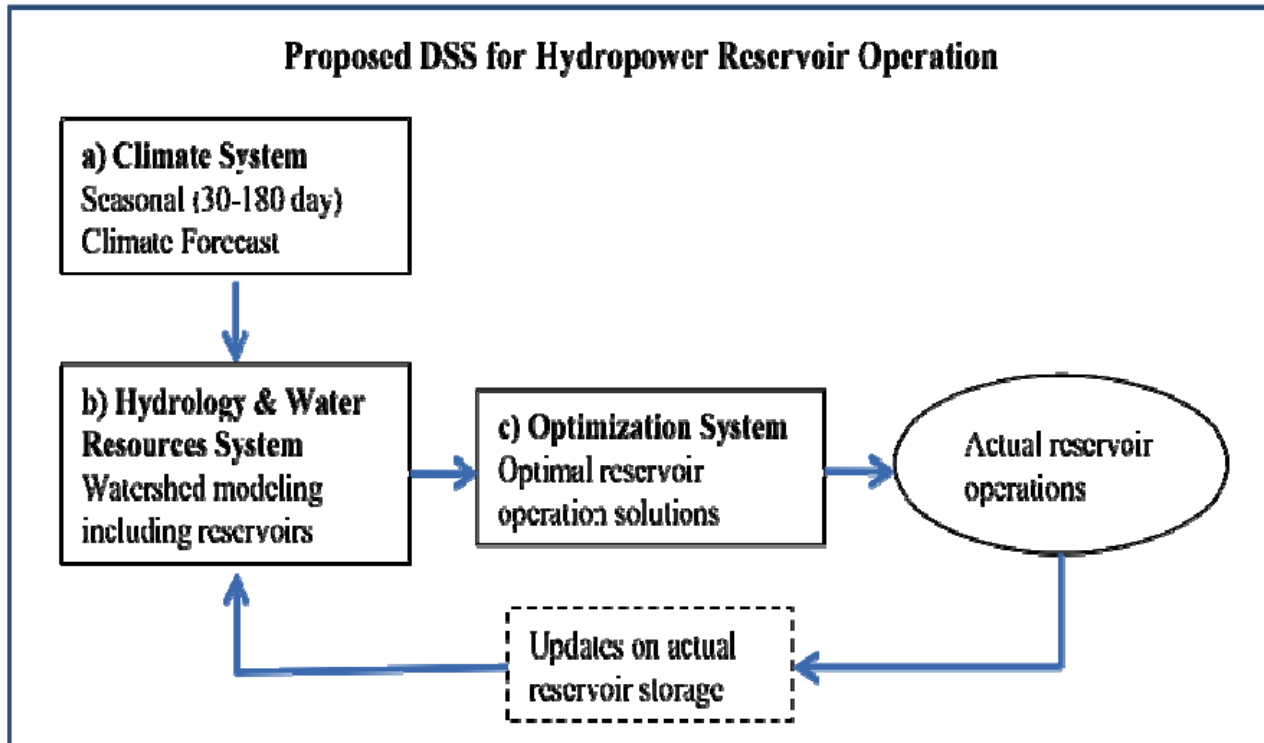 Proposed DSS for Hydropower Reservoir Operation
a) Climate System
Seasonal (30-180 day)
Climate Forecast
b) Hydrology & Water
Resources System
Watershed modeling
including reservoirs
c) Optimization System
Optimal reservoir
operation solutions
Actual reservoir
operations
Updates on actual
reservoir storage